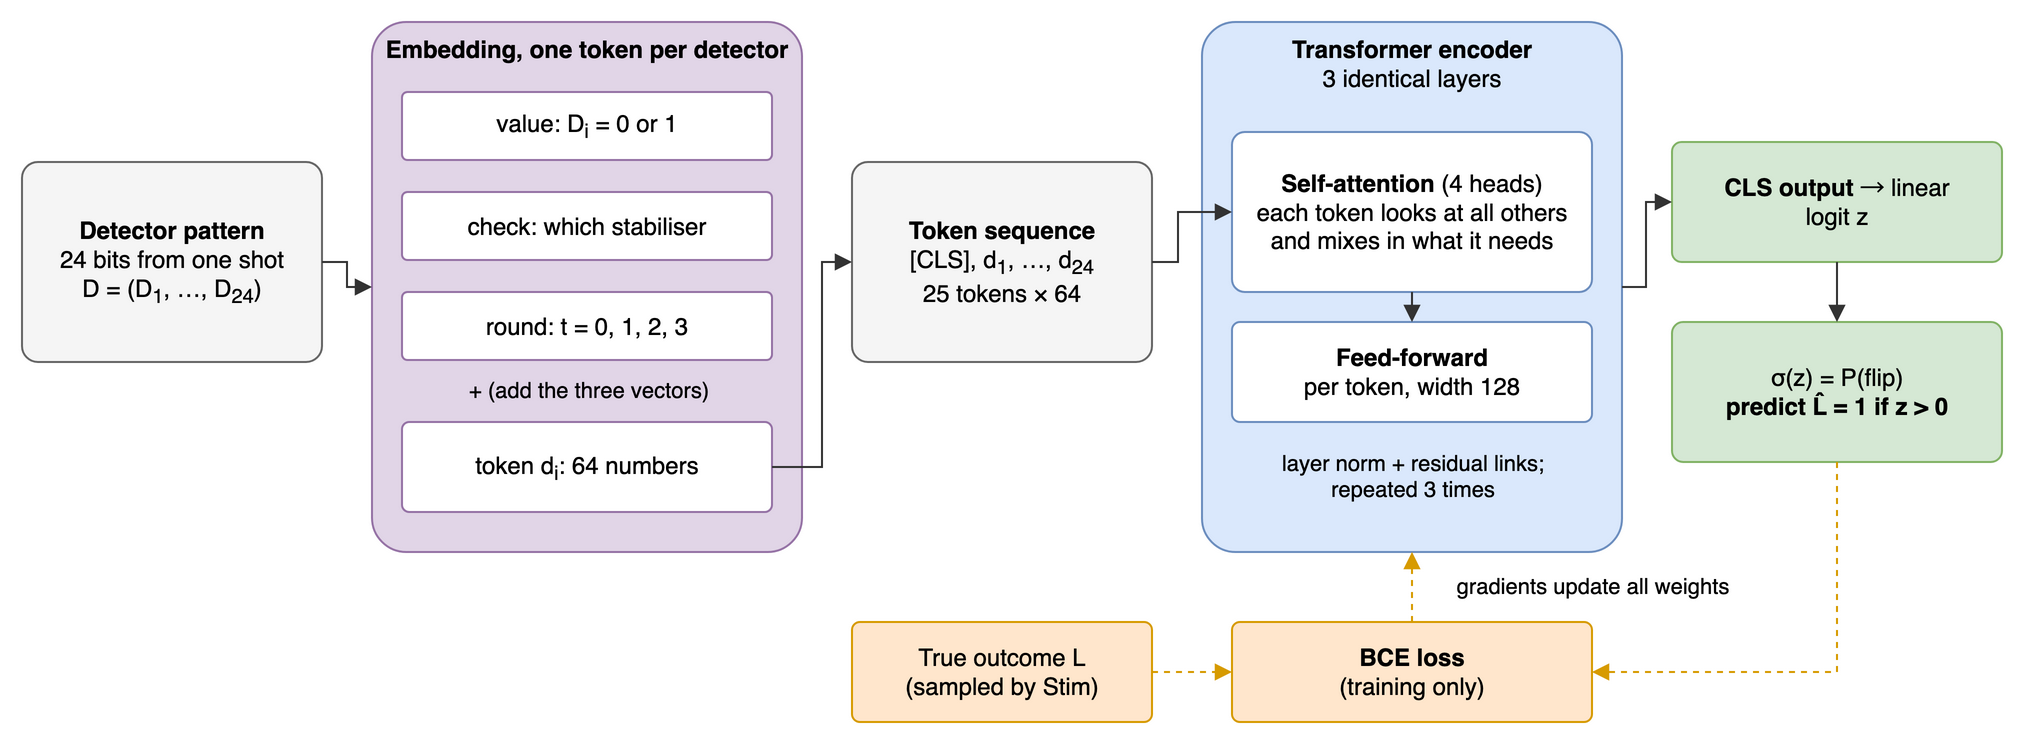 Detector pattern
24 bits from one shot
D = (D₁, …, D₂₄)
Embedding, one token per detector
value: Dᵢ = 0 or 1
check: which stabiliser
round: t = 0, 1, 2, 3
+ (add the three vectors)
token dᵢ: 64 numbers
Token sequence
[CLS], d₁, …, d₂₄
25 tokens × 64
Transformer encoder
3 identical layers
Self-attention (4 heads)
each token looks at all others
and mixes in what it needs
Feed-forward
per token, width 128
layer norm + residual links;
repeated 3 times
CLS output → linear
logit z
σ(z) = P(flip)
predict L̂ = 1 if z > 0
gradients update all weights
True outcome L
(sampled by Stim)
BCE loss
(training only)